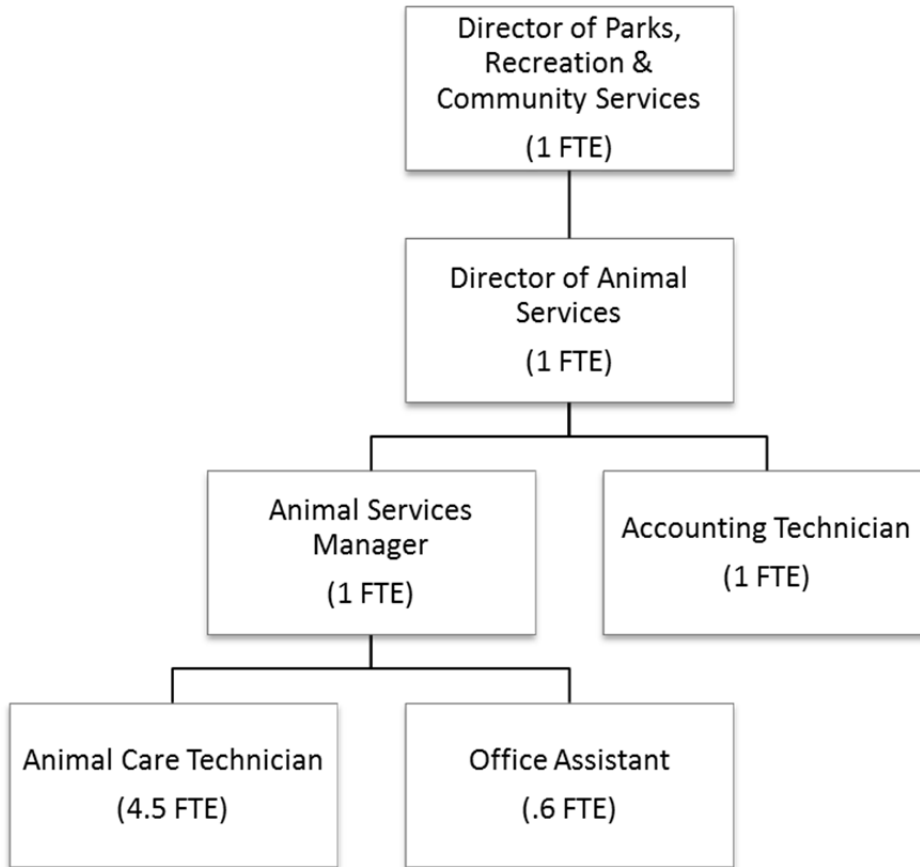 Director of Parks,
Recreation &
Community Services
(1 FTE)
Director of Animal
Services
(1 FTE)
Animal Services
Manager
(1 FTE)
Accounting Technician
(1 FTE)
Animal Care Technician
(4.5 FTE)
Office Assistant
(.6 FTE)